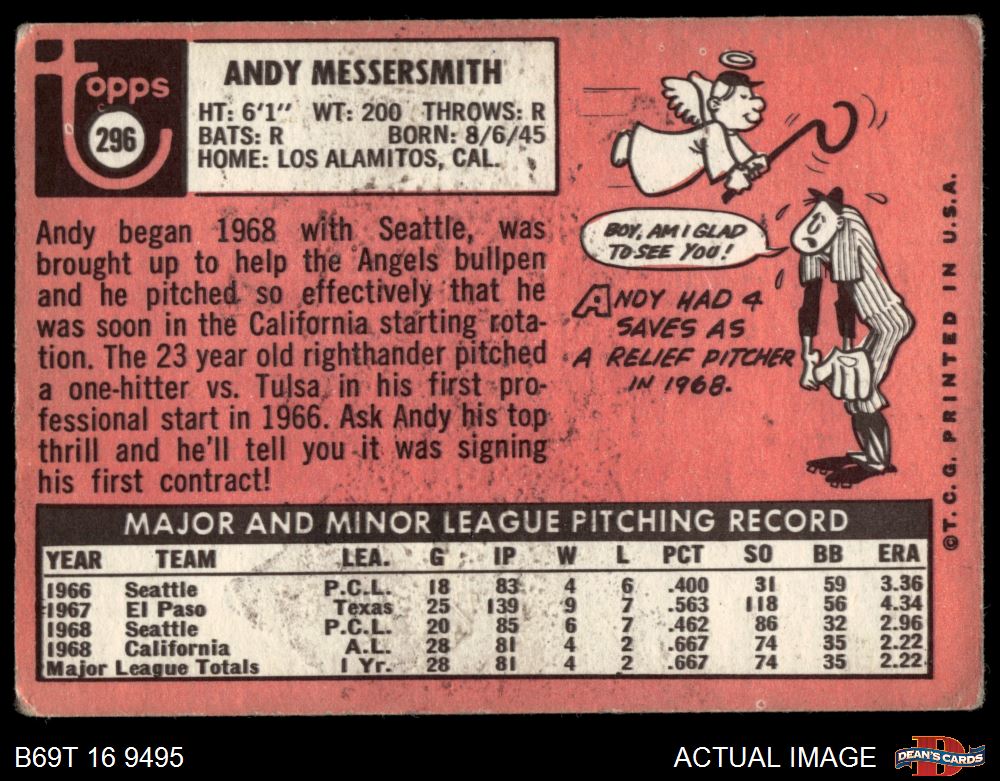 Topps
296
ANDY MESSERSMITH
HT: 6'1" WT: 200 THROWS: R
BATS: R BORN: 8/6/45
HOME: LOS ALAMITOS, CAL.
Andy began 1968 with Seattle, was
brought up to help the Angels bullpen
and he pitched so effectively that he
was soon in the California starting rota-
tion. The 23 year old righthander pitched
a one-hitter vs. Tulsa in his first pro-
fessional start in 1966. Ask Andy his top
thrill and he'll tell you it was signing
his first contract!
BOY, AM I GLAD
TO SEE YOU!
ANDY HAD 4
SAVES AS
A RELIEF PITCHER
IN 1968.
©T. C. G. PRINTED IN U.S.A.
MAJOR AND MINOR LEAGUE PITCHING RECORD
YEAR TEAM LEA. G IP W L PCT SO BB ERA
1966 Seattle P.C.L. 18 83 4 6 .400 31 59 3.36
1967 El Paso Texas 25 139 9 7 .563 118 56 4.34
1968 Seattle P.C.L. 20 85 6 7 .462 86 32 2.96
1968 California A.L. 28 81 4 2 .667 74 35 2.22
Major League Totals 1 Yr. 28 81 4 2 .667 74 35 2.22
B69T 16 9495
ACTUAL IMAGE
DEAN'S CARDS